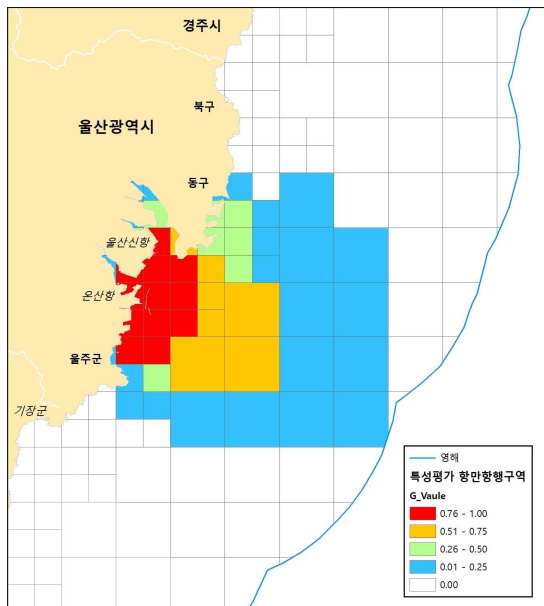 경주시
북구
울산광역시
동구
울산신항
온산항
울주군
기장군
영해
특성평가 항만항행구역
G_Vaule
0.76 - 1.00
0.51 - 0.75
0.26 - 0.50
0.01 - 0.25
0.00